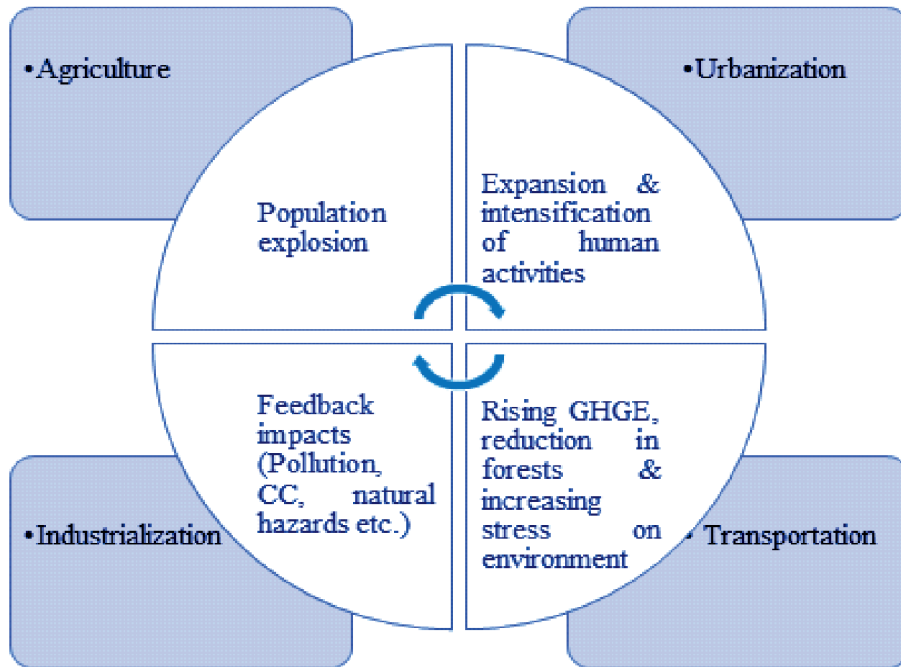 •Agriculture
•Urbanization
Population
explosion
Expansion &
intensification
of human
activities
Feedback
impacts
(Pollution,
CC, natural
hazards etc.)
Rising GHGE,
reduction in
forests &
increasing
stress on
environment
•Industrialization
• Transportation